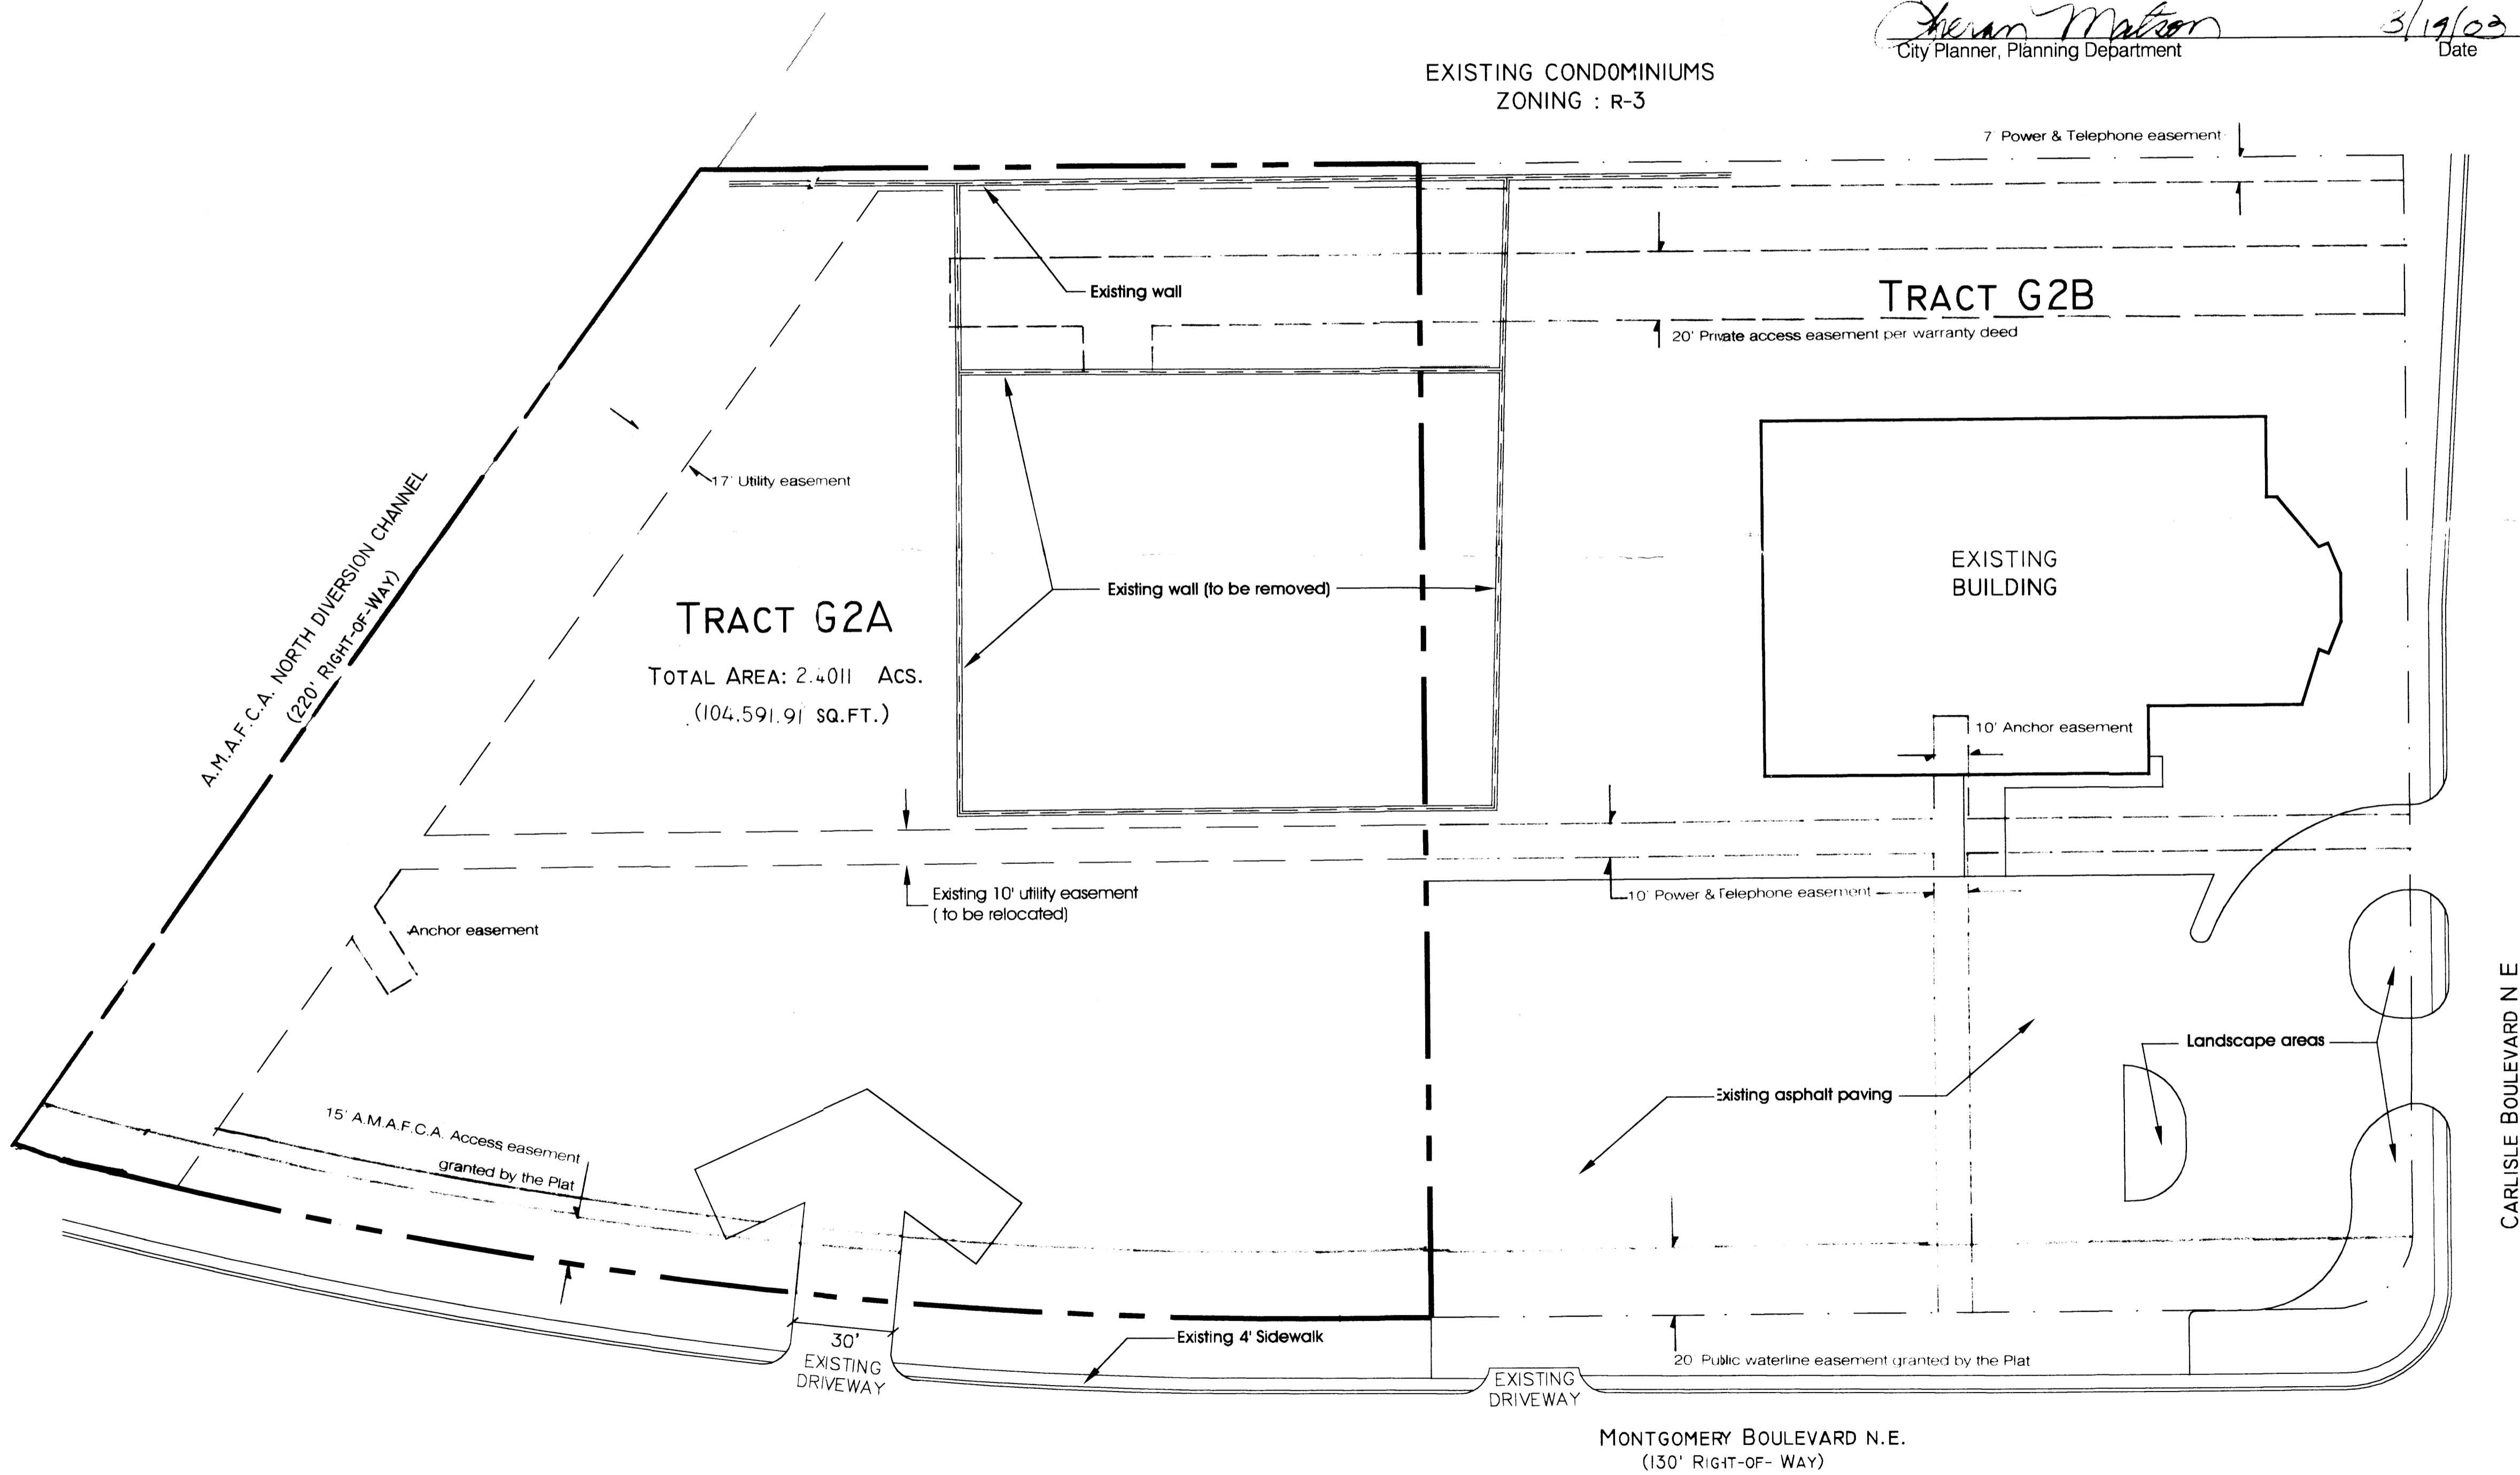 Sheran Matson 3/19/03
City Planner, Planning Department Date
EXISTING CONDOMINIUMS
ZONING : R-3
7' Power & Telephone easement
Existing wall
TRACT G2B
20' Private access easement per warranty deed
17' Utility easement
A.M.A.F.C.A. NORTH DIVERSION CHANNEL
(220' RIGHT-OF-WAY)
EXISTING
BUILDING
Existing wall (to be removed)
TRACT G2A
TOTAL AREA: 2.4011 ACS.
(104,591.91 SQ.FT.)
10' Anchor easement
Existing 10' utility easement
( to be relocated)
10' Power & Telephone easement
Anchor easement
Landscape areas
CARLISLE BOULEVARD N E
Existing asphalt paving
15' A.M.A.F.C.A. Access easement
granted by the Plat
30'
EXISTING
DRIVEWAY
Existing 4' Sidewalk
20 Public waterline easement granted by the Plat
EXISTING
DRIVEWAY
MONTGOMERY BOULEVARD N.E.
(130' RIGHT-OF- WAY)